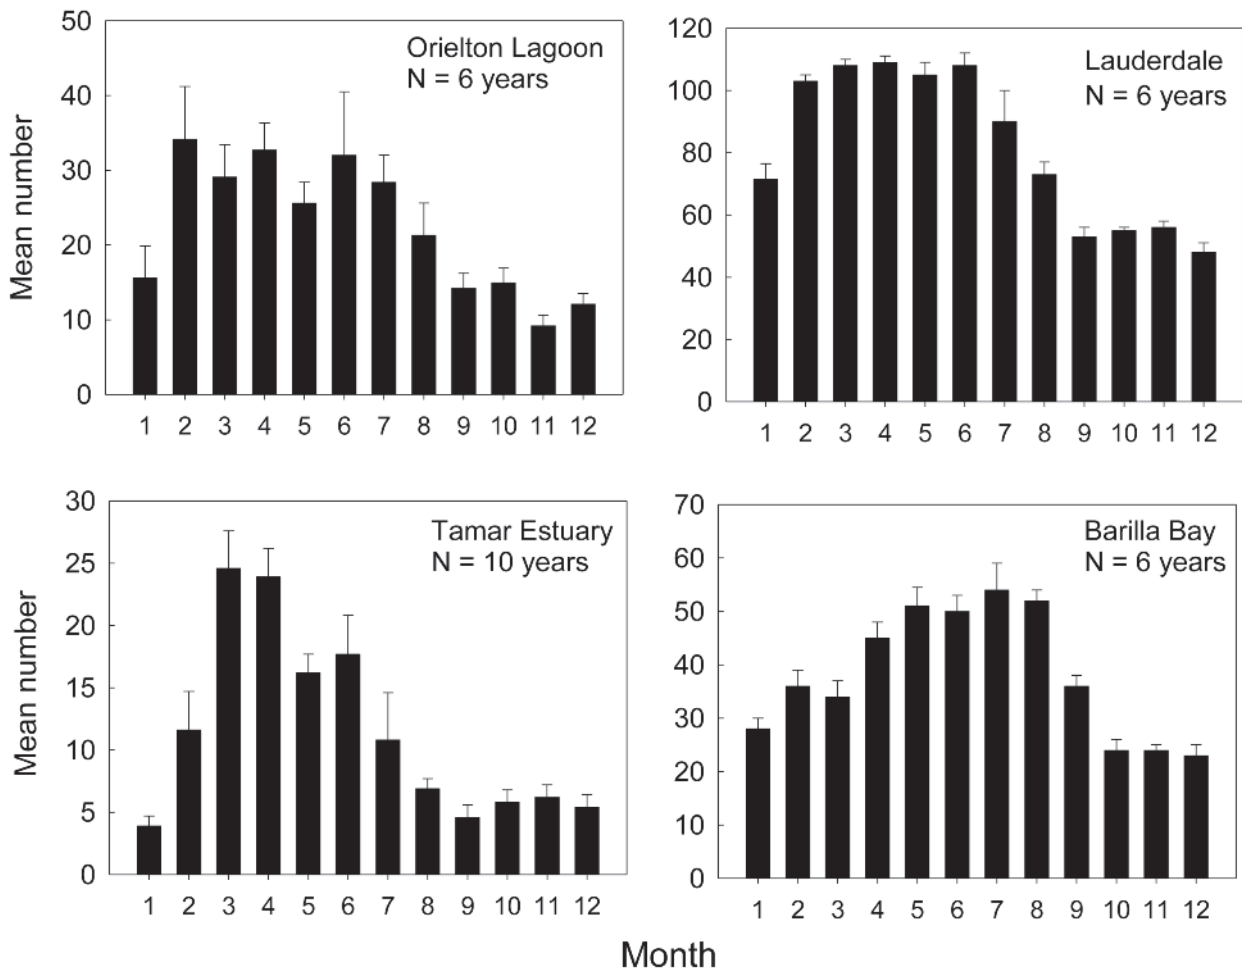 Orielton Lagoon
N = 6 years
Mean number
50
40
30
20
10
0
1 2 3 4 5 6 7 8 9 10 11 12
Lauderdale
N = 6 years
120
100
80
60
40
20
0
1 2 3 4 5 6 7 8 9 10 11 12
Tamar Estuary
N = 10 years
Mean number
30
25
20
15
10
5
0
1 2 3 4 5 6 7 8 9 10 11 12
Barilla Bay
N = 6 years
70
60
50
40
30
20
10
0
1 2 3 4 5 6 7 8 9 10 11 12
Month